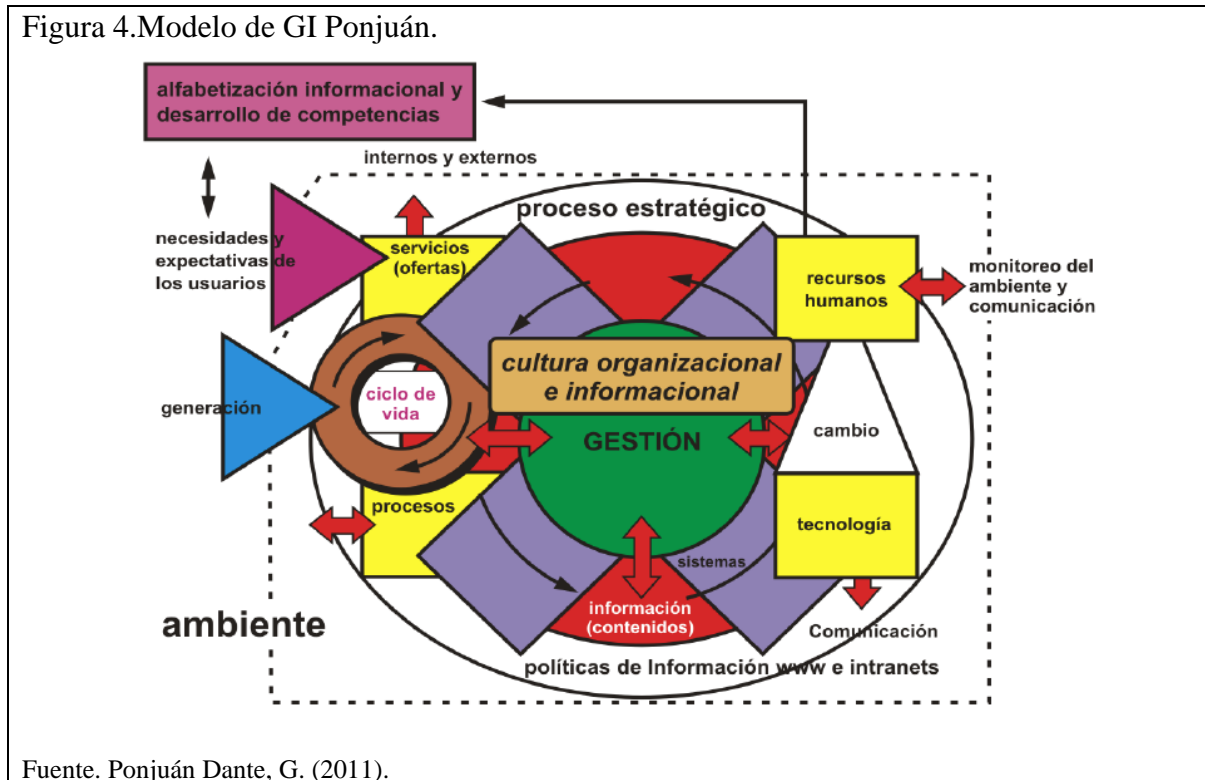 Figura 4.Modelo de GI Ponjuán.
alfabetización informacional y
desarrollo de competencias
internos y externos
proceso estratégico
necesidades y
expectativas de
los usuarios
servicios
(ofertas)
recursos
humanos
monitoreo del
ambiente y
comunicación
cultura organizacional
e informacional
generación
ciclo de
vida
GESTIÓN
cambio
procesos
tecnología
sistemas
información
(contenidos)
ambiente
Comunicación
políticas de Información www e intranets
Fuente. Ponjuán Dante, G. (2011).